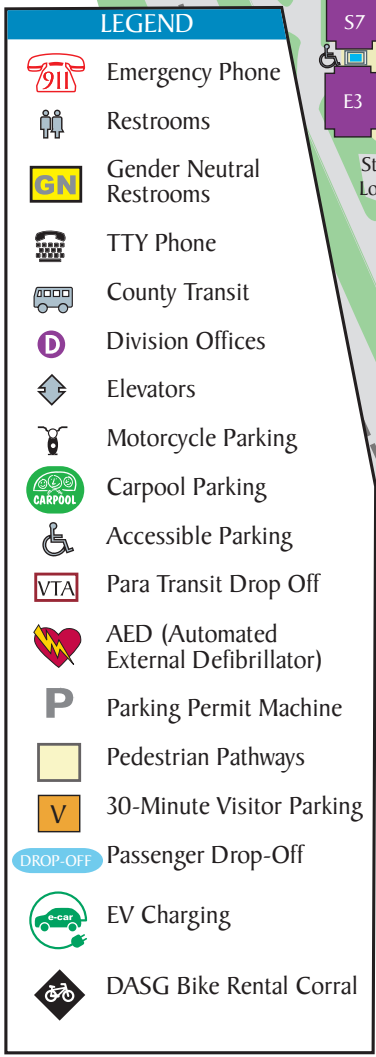 LEGEND
911 Emergency Phone
Restrooms
GN Gender Neutral
Restrooms
TTY Phone
County Transit
D Division Offices
Elevators
Motorcycle Parking
CARPOOL Carpool Parking
Accessible Parking
VTA Para Transit Drop Off
AED (Automated
External Defibrillator)
P Parking Permit Machine
Pedestrian Pathways
V 30-Minute Visitor Parking
DROP-OFF Passenger Drop-Off
e-car EV Charging
DASG Bike Rental Corral
S7
E3
St
Lo